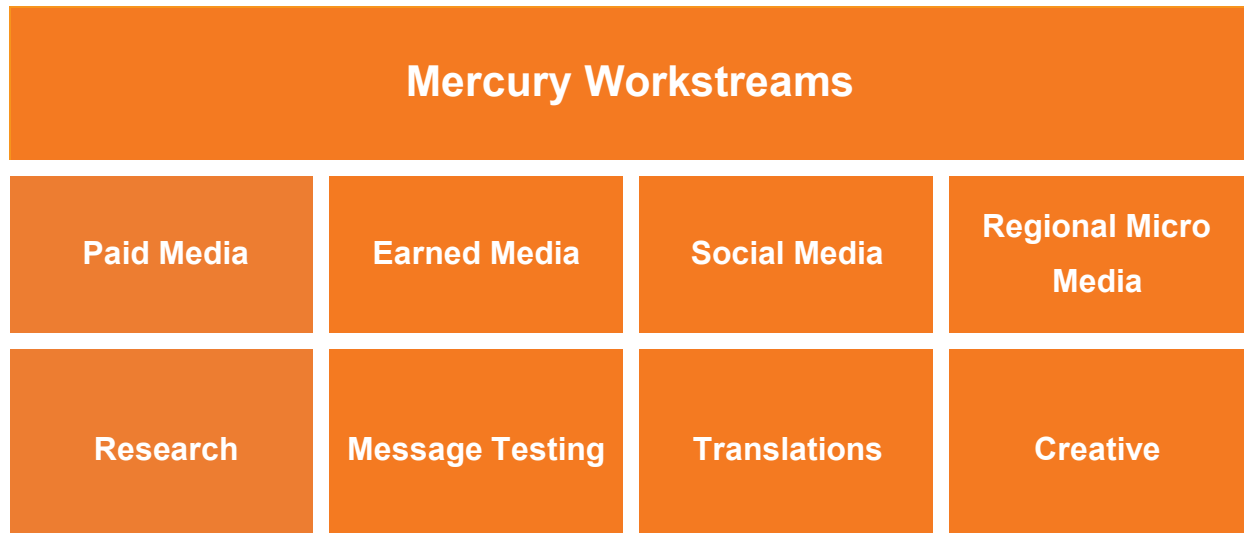 Mercury Workstreams
Paid Media
Earned Media
Social Media
Regional Micro
Media
Research
Message Testing
Translations
Creative